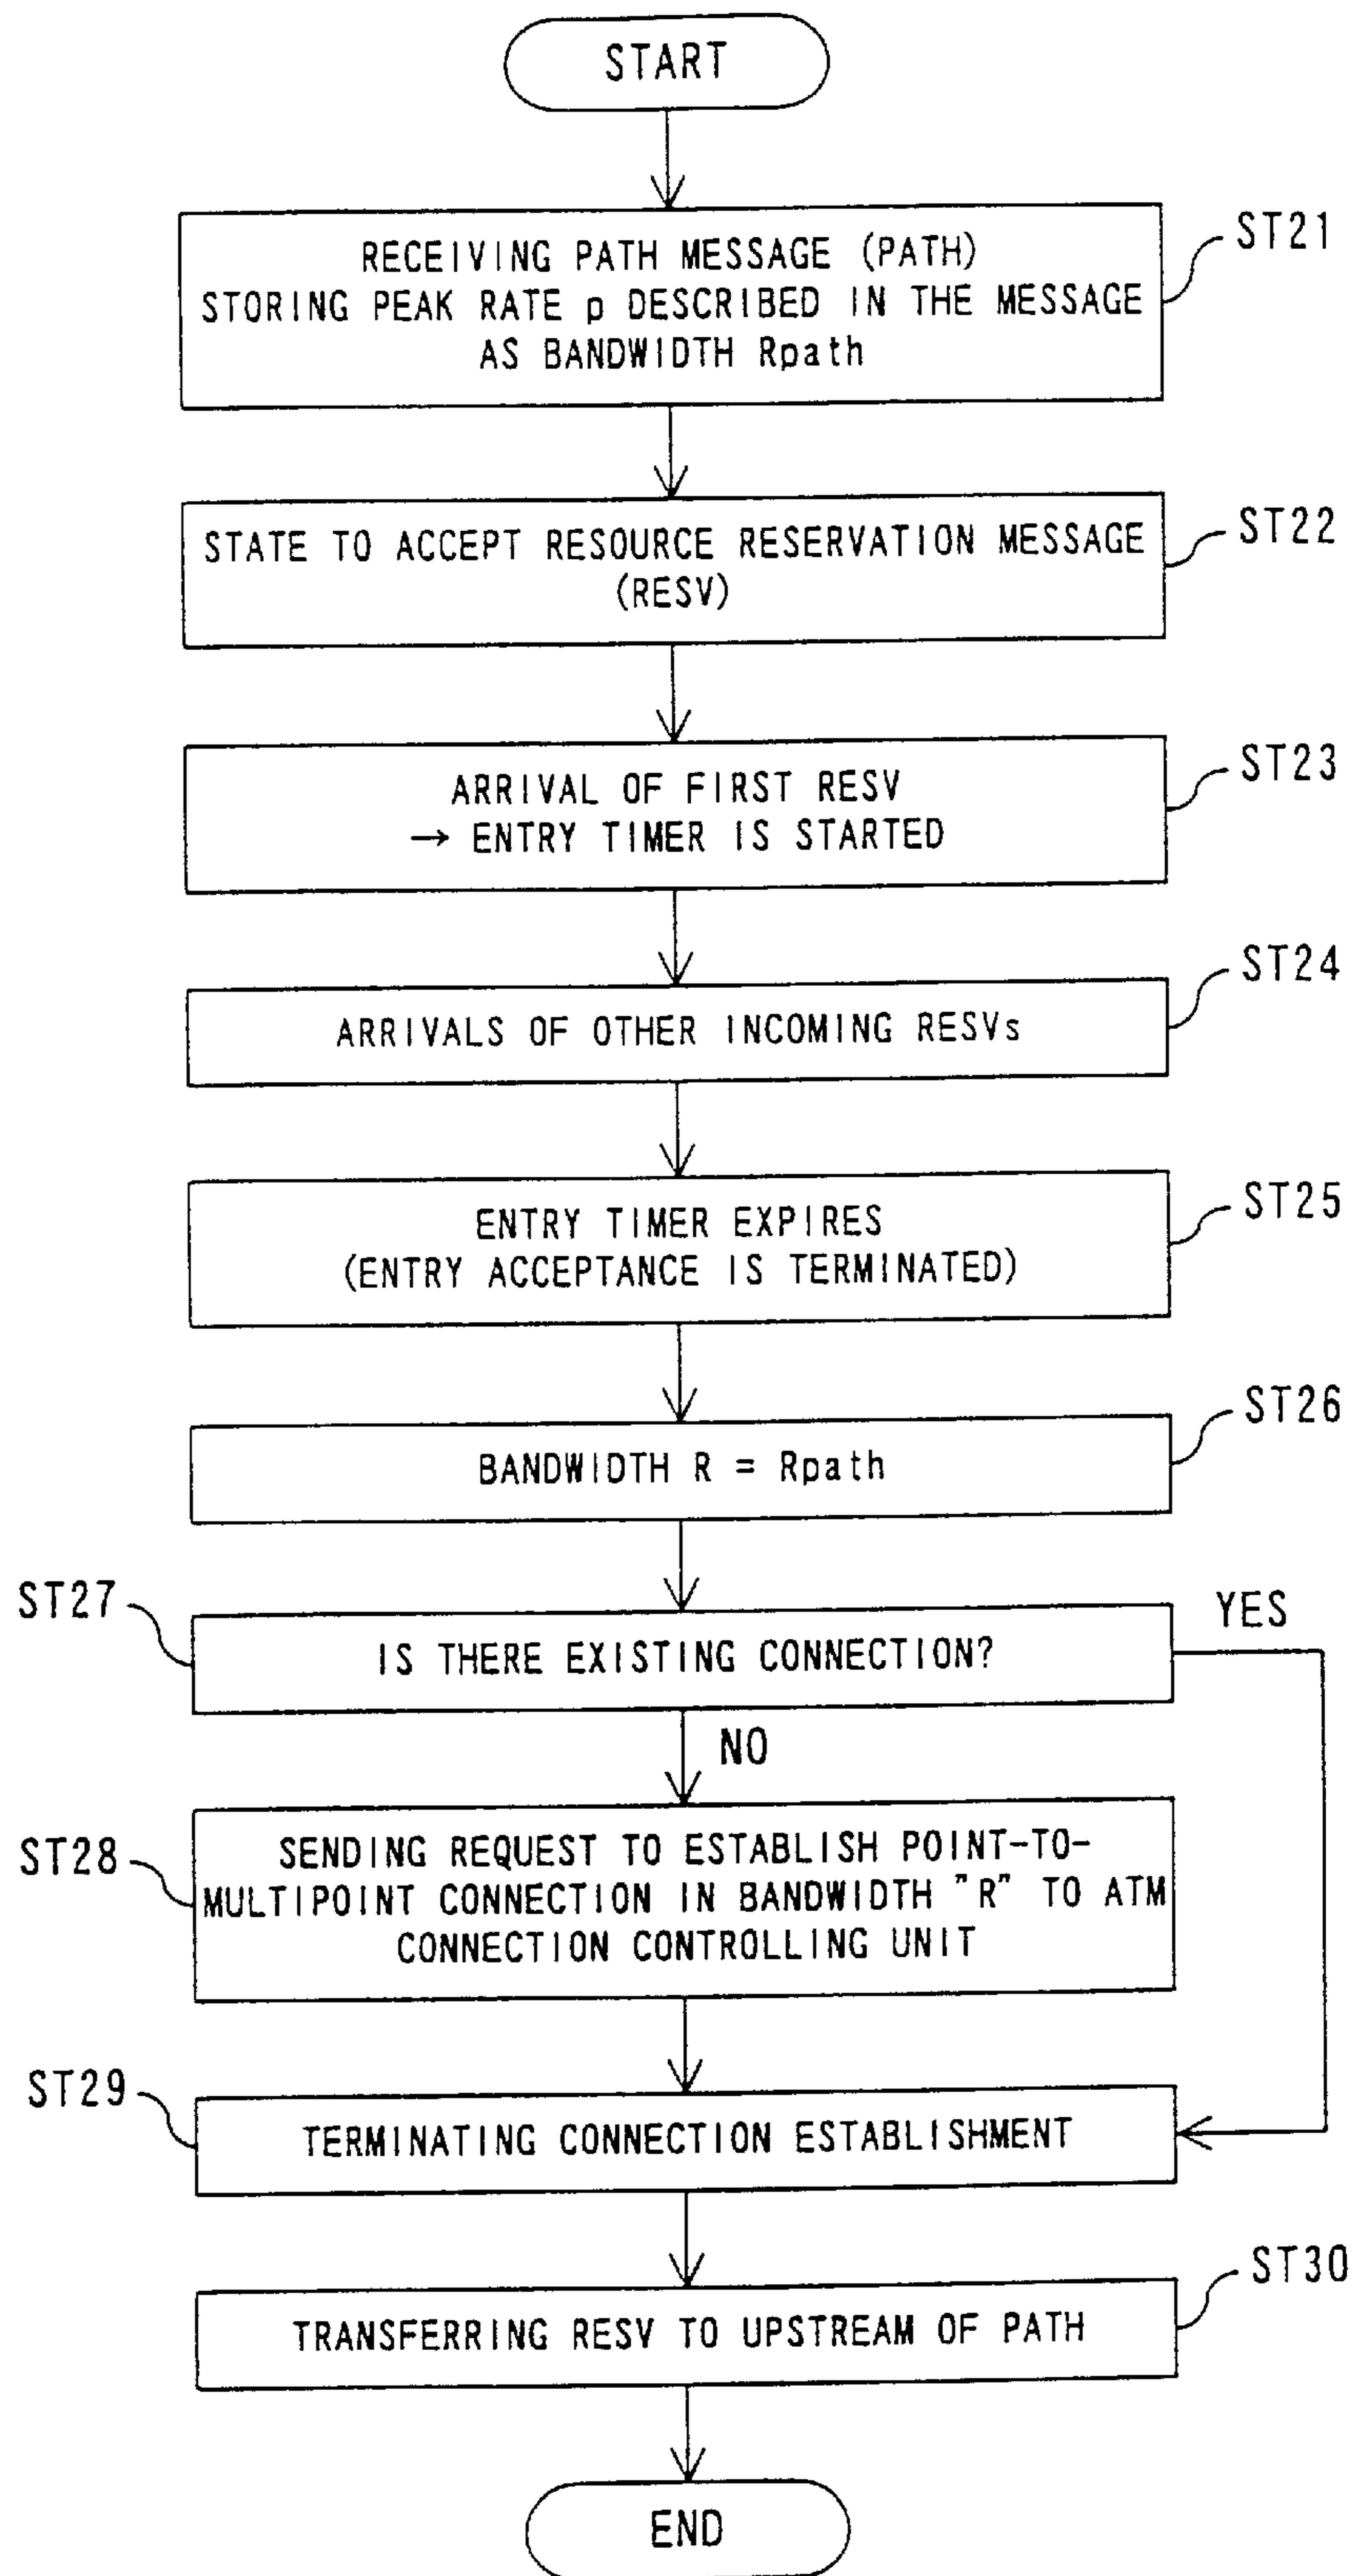 START
RECEIVING PATH MESSAGE (PATH)
STORING PEAK RATE p DESCRIBED IN THE MESSAGE
AS BANDWIDTH Rpath
ST21
STATE TO ACCEPT RESOURCE RESERVATION MESSAGE
(RESV)
ST22
ARRIVAL OF FIRST RESV
→ ENTRY TIMER IS STARTED
ST23
ARRIVALS OF OTHER INCOMING RESVs
ST24
ENTRY TIMER EXPIRES
(ENTRY ACCEPTANCE IS TERMINATED)
ST25
BANDWIDTH R = Rpath
ST26
ST27
IS THERE EXISTING CONNECTION?
YES
NO
ST28
SENDING REQUEST TO ESTABLISH POINT-TO-
MULTIPOINT CONNECTION IN BANDWIDTH "R" TO ATM
CONNECTION CONTROLLING UNIT
ST29
TERMINATING CONNECTION ESTABLISHMENT
TRANSFERRING RESV TO UPSTREAM OF PATH
ST30
END